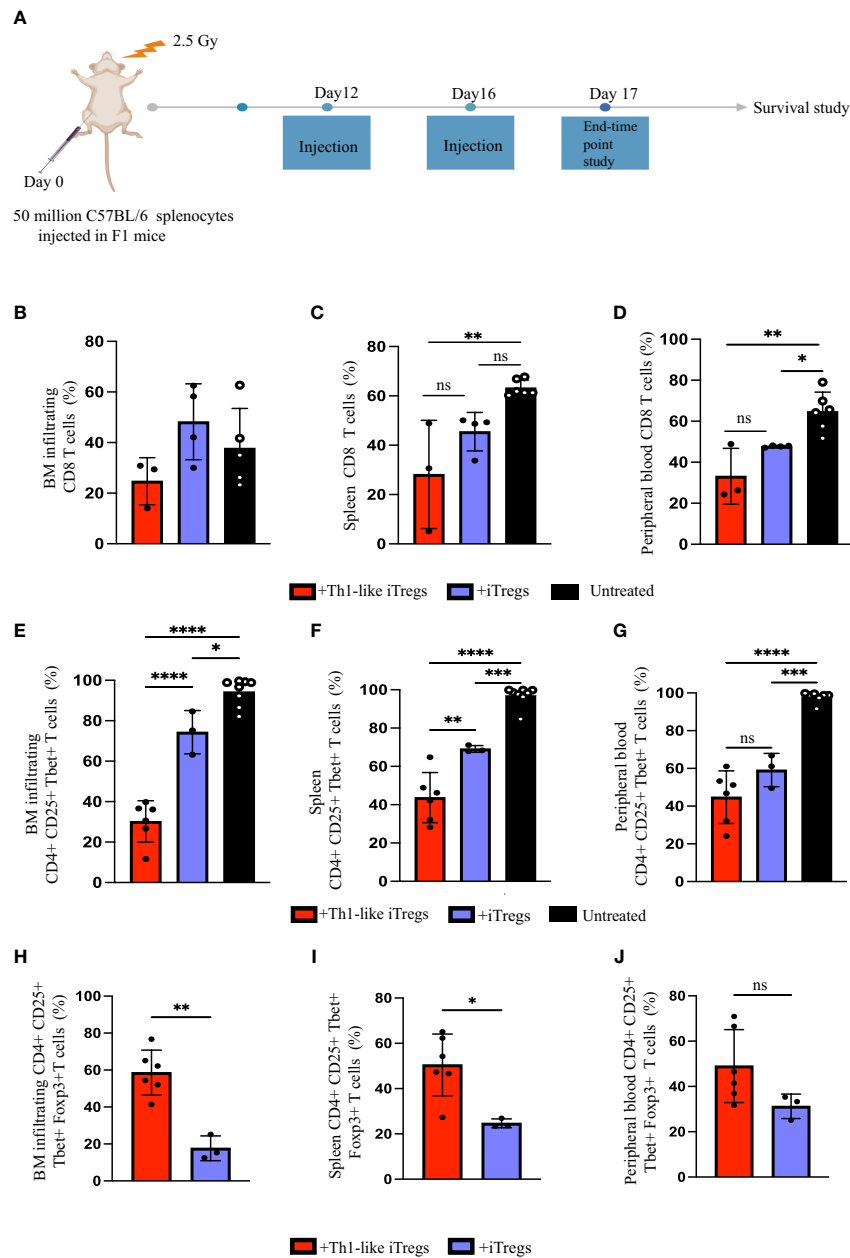 A
2.5 Gy
Day 0
50 million C57BL/6 splenocytes
injected in F1 mice
Day12
Day16
Day 17
Injection
Injection
End-time
point
study
Survival study
B
BM infiltrating
CD8 T cells (%)
80
60
40
20
0
C
Spleen CD8 T cells (%)
80
60
40
20
0
**
ns
ns
D
Peripheral blood CD8 T cells (%)
100
80
60
40
20
0
**
*
ns
+Th1-like iTregs +iTregs Untreated
E
BM infiltrating
CD4+ CD25+ Tbet+ T cells (%)
100
80
60
40
20
0
****
*
****
F
Spleen
CD4+ CD25+ Tbet+ T cells (%)
100
80
60
40
20
0
****
***
**
G
Peripheral blood
CD4+ CD25+ Tbet+ T cells (%)
100
80
60
40
20
0
****
***
ns
+Th1-like iTregs +iTregs Untreated
H
BM infiltrating CD4+ CD25+
Tbet+ Foxp3+T cells (%)
100
80
60
40
20
0
**
I
Spleen CD4+ CD25+ Tbet+
Foxp3+ T cells (%)
80
60
40
20
0
*
J
Peripheral blood CD4+ CD25+
Tbet+ Foxp3+ T cells (%)
80
60
40
20
0
ns
+Th1-like iTregs +iTregs